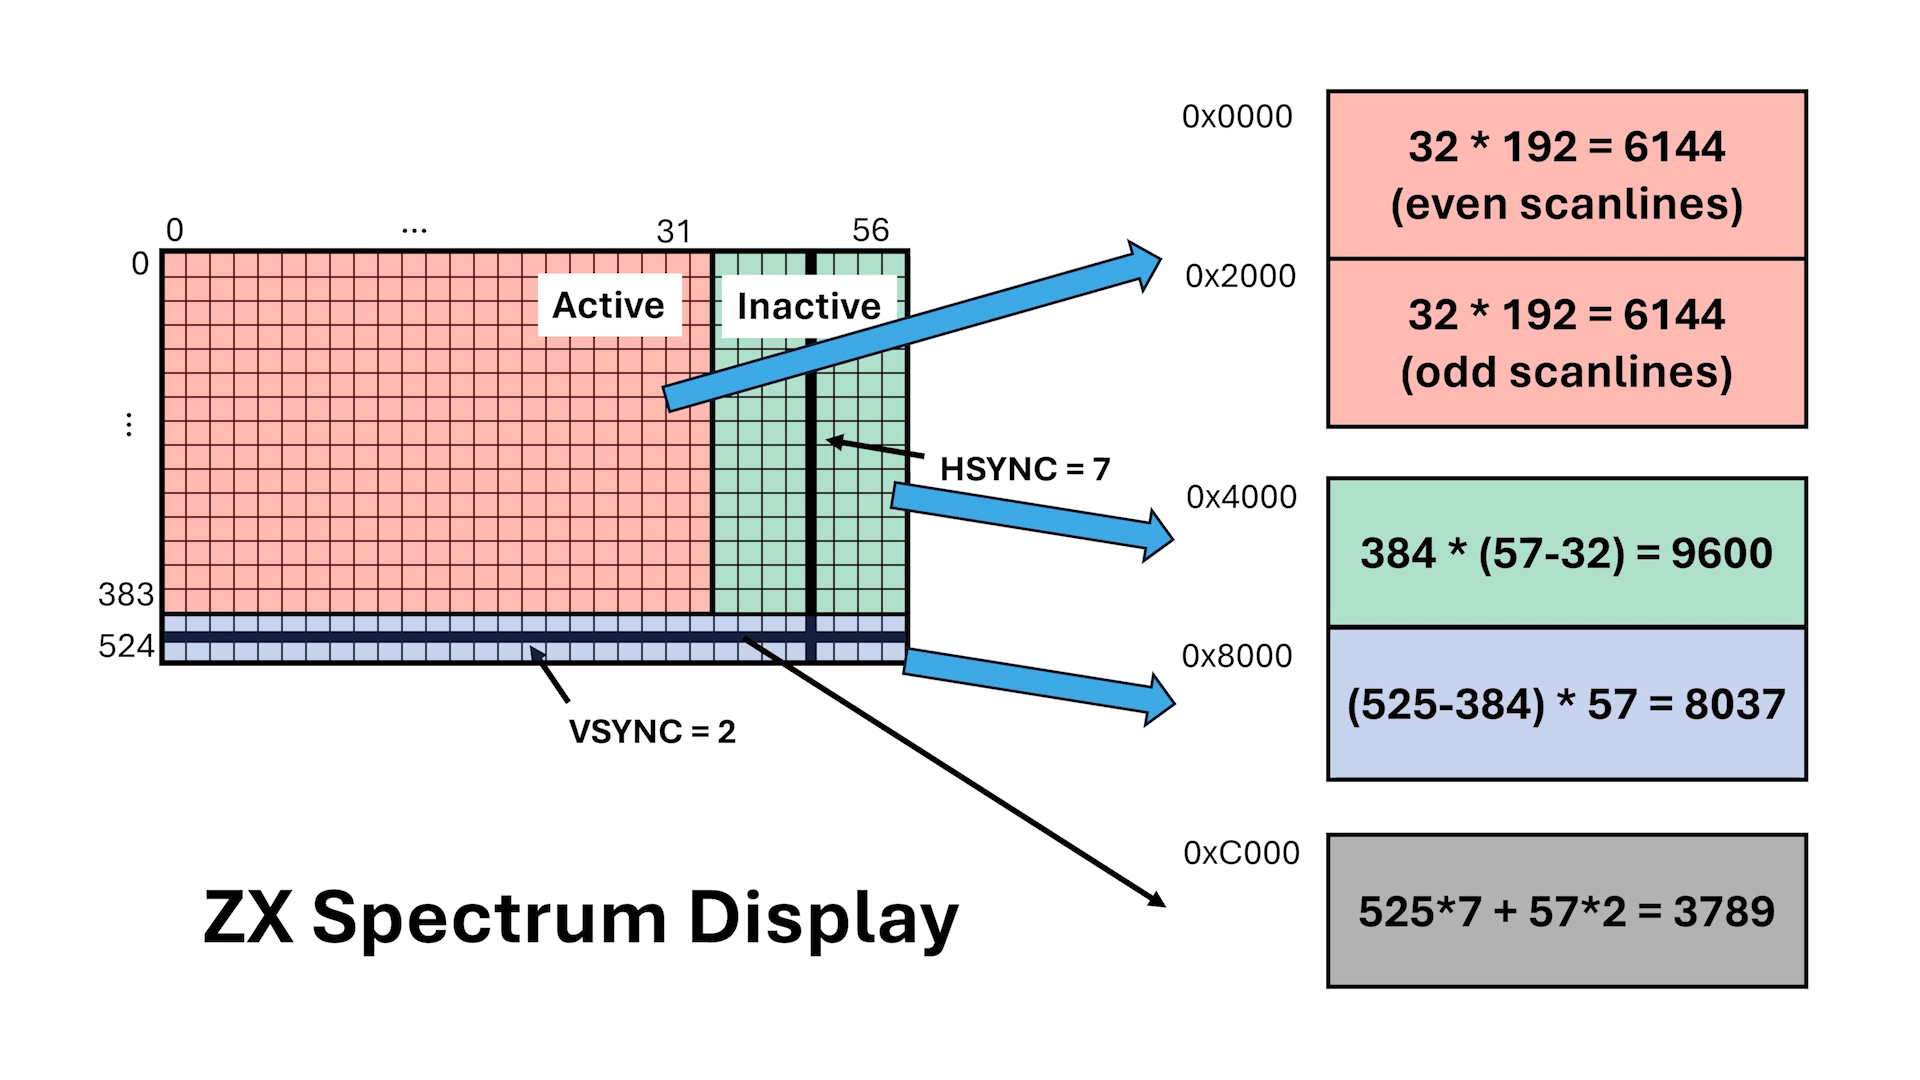 0 ... 31 56
0
Active
Inactive
...
HSYNC = 7
383
524
VSYNC = 2
ZX Spectrum Display
0x0000
32 * 192 = 6144
(even scanlines)
0x2000
32 * 192 = 6144
(odd scanlines)
0x4000
384 * (57-32) = 9600
0x8000
(525-384) * 57 = 8037
0xC000
525*7 + 57*2 = 3789